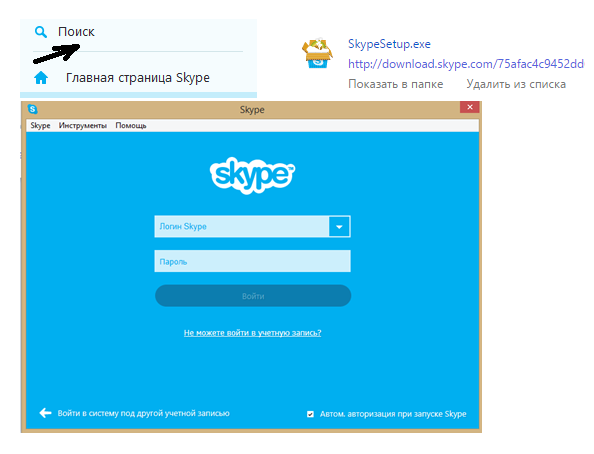 Поиск
Главная страница Skype
SkypeSetup.exe
http://download.skype.com/75afac4c9452dd
Показать в папке Удалить из списка
Skype
Skype Инструменты Помощь
skype™
Логин Skype
Пароль
Войти
Не можете войти в учетную запись?
Войти в систему под другой учетной записью
Автом. авторизация при запуске Skype